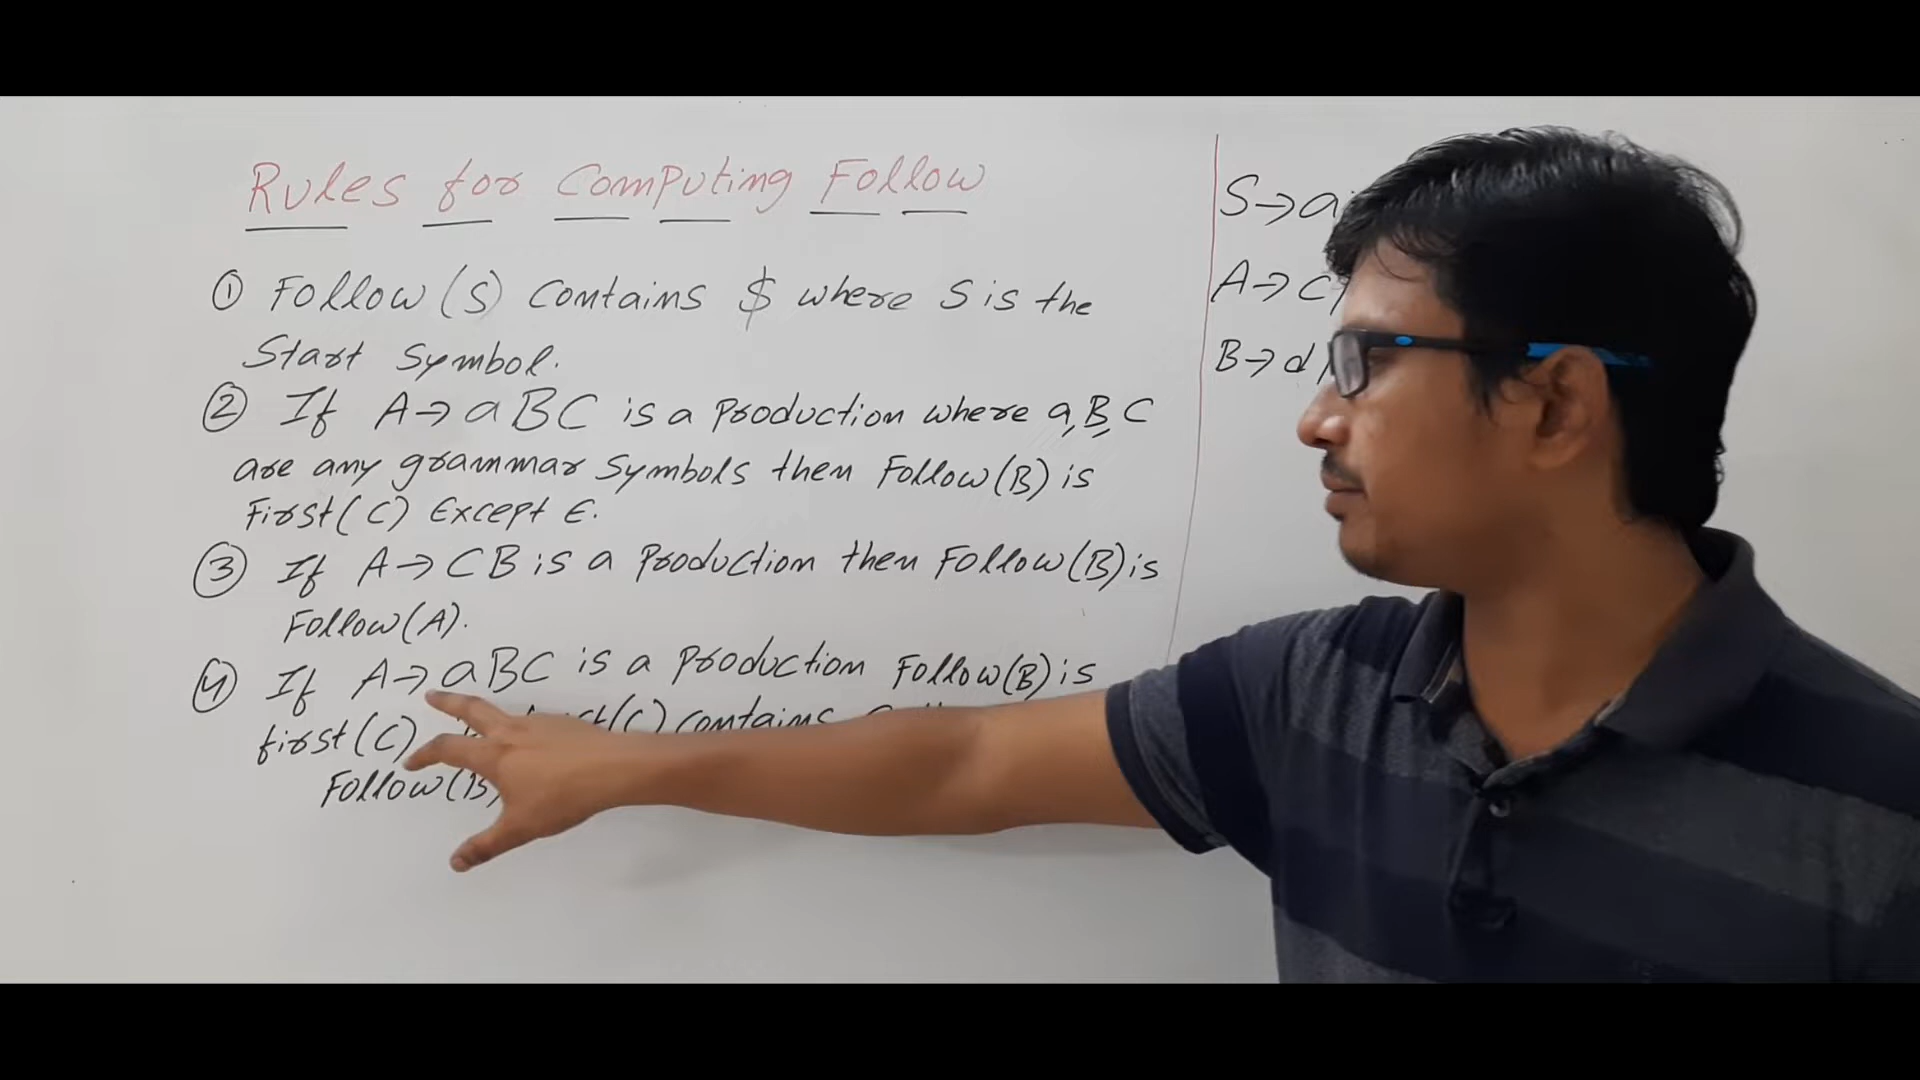 Rules for Computing Follow
① Follow(S) Contains $ where S is the
Start Symbol.
② If A→aBC is a Production where a,B,C
are any grammar Symbols then Follow(B) is
First(C) Except ε.
③ If A→CB is a Production then Follow(B) is
Follow(A).
④ If A→aBC is a Production Follow(B) is
first(C) contains
Follow(B)
S→a
A→C
B→d